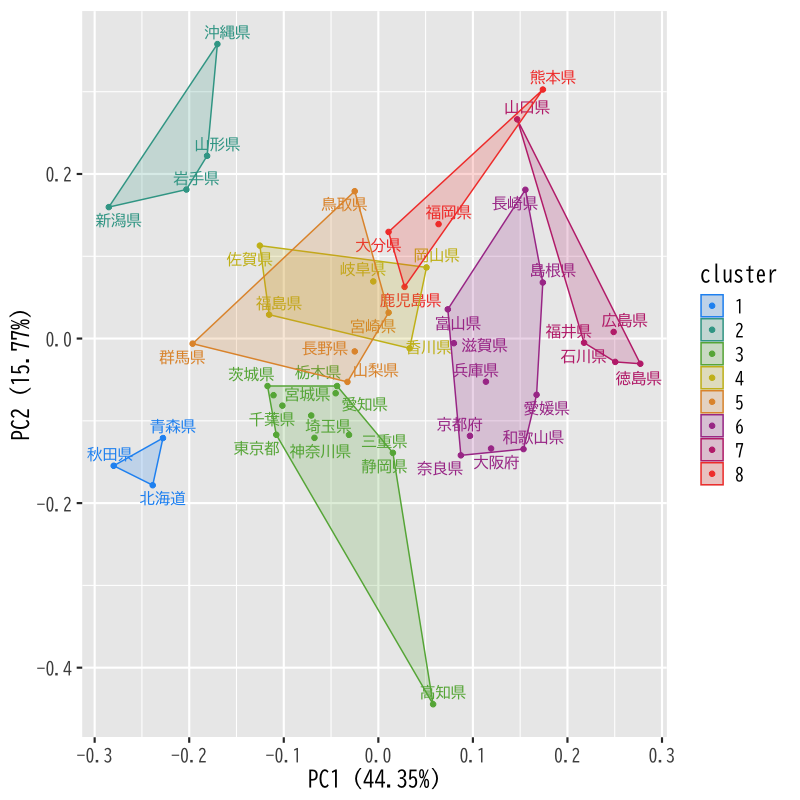 沖縄県
熊本県
山口県
山形県
岩手県
新潟県
鳥取県
長崎県
福岡県
大分県
佐賀県
岡山県
岐阜県
島根県
福島県
鹿児島県
宮崎県
富山県
広島県
福井県
群馬県
長野県
香川県
滋賀県
石川県
茨城県
栃木県
山梨県
兵庫県
徳島県
宮城県
愛知県
愛媛県
千葉県
埼玉県
京都府
青森県
東京都
神奈川県
三重県
和歌山県
秋田県
静岡県
奈良県
大阪府
北海道
高知県
0.2
0.0
−0.2
−0.4
−0.3
−0.2
−0.1
0.0
0.1
0.2
0.3
PC1 (44.35%)
PC2 (15.77%)
cluster
1
2
3
4
5
6
7
8